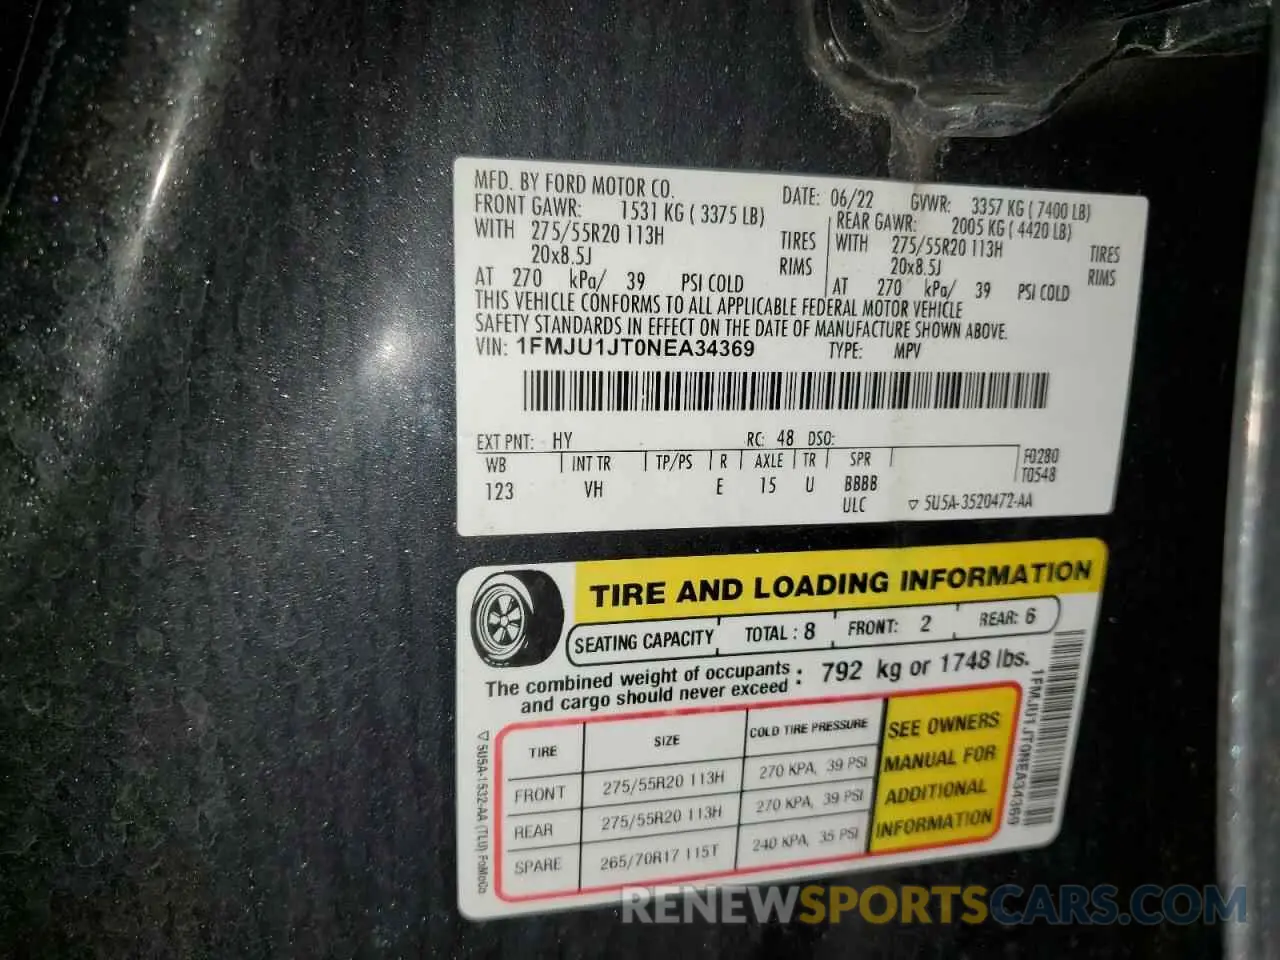 MFD. BY FORD MOTOR CO. DATE: 06/22 GVWR: 3357 KG ( 7400 LB)
FRONT GAWR: 1531 KG ( 3375 LB) REAR GAWR: 2005 KG ( 4420 LB)
WITH 275/55R20 113H TIRES WITH 275/55R20 113H TIRES
20x8.5J RIMS 20x8.5J RIMS
AT 270 kPa/ 39 PSI COLD AT 270 kPa/ 39 PSI COLD
THIS VEHICLE CONFORMS TO ALL APPLICABLE FEDERAL MOTOR VEHICLE
SAFETY STANDARDS IN EFFECT ON THE DATE OF MANUFACTURE SHOWN ABOVE.
VIN: 1FMJU1JT0NEA34369 TYPE: MPV
EXT PNT: HY RC: 48 DSO:
WB INT TR TP/PS R AXLE TR SPR F0280
123 VH E 15 U BBBB T0548
ULC ▽ 5U5A-3520472-AA
TIRE AND LOADING INFORMATION
SEATING CAPACITY TOTAL : 8 FRONT: 2 REAR: 6
The combined weight of occupants
and cargo should never exceed : 792 kg or 1748 lbs.
TIRE SIZE COLD TIRE PRESSURE
FRONT 275/55R20 113H 270 KPA, 39 PSI
REAR 275/55R20 113H 270 KPA, 39 PSI
SPARE 265/70R17 115T 240 KPA, 35 PSI
SEE OWNERS
MANUAL FOR
ADDITIONAL
INFORMATION
1FMJU1JT0NEA34369
▽ 5U5A-1532-AA (TLU) FoMoCo.
RENEWSPORTSCARS.COM